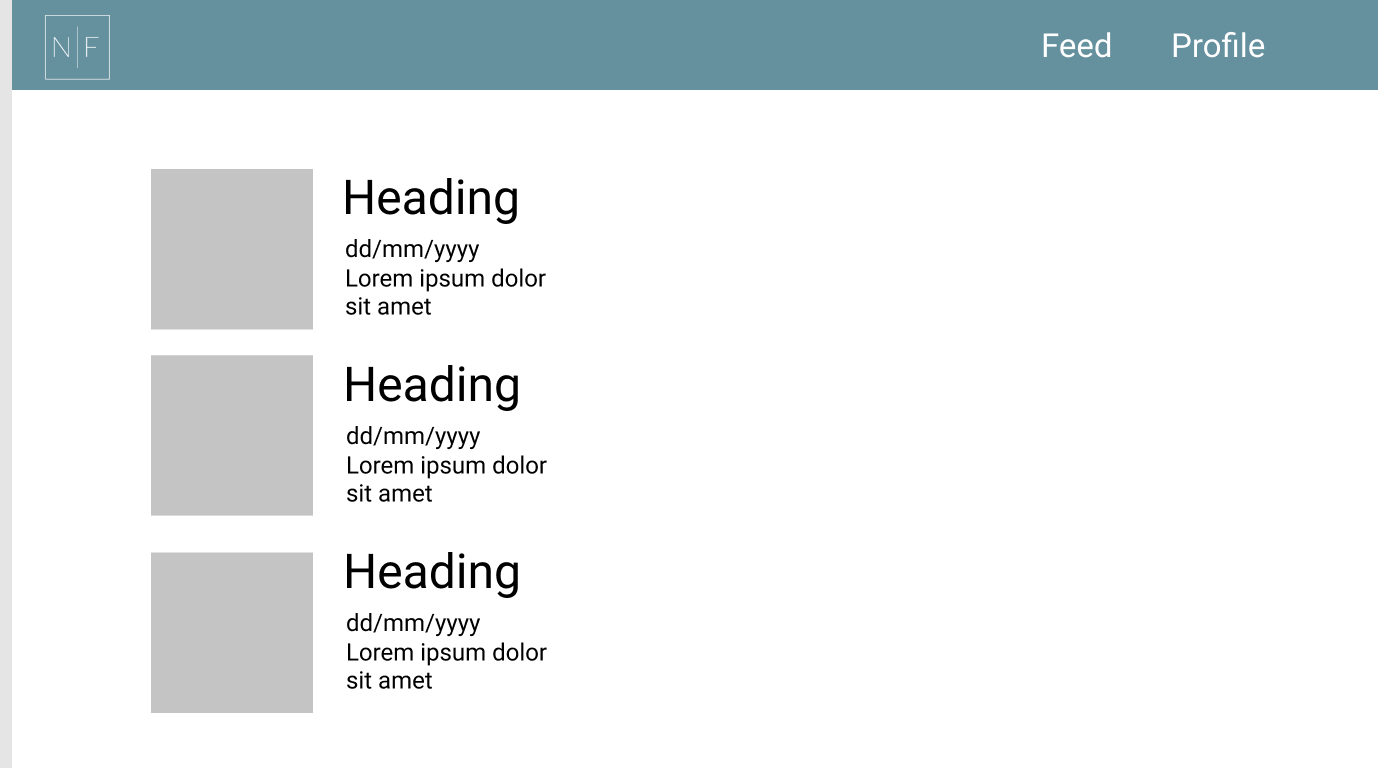 N|F
Feed Profile
Heading
dd/mm/yyyy
Lorem ipsum dolor
sit amet
Heading
dd/mm/yyyy
Lorem ipsum dolor
sit amet
Heading
dd/mm/yyyy
Lorem ipsum dolor
sit amet